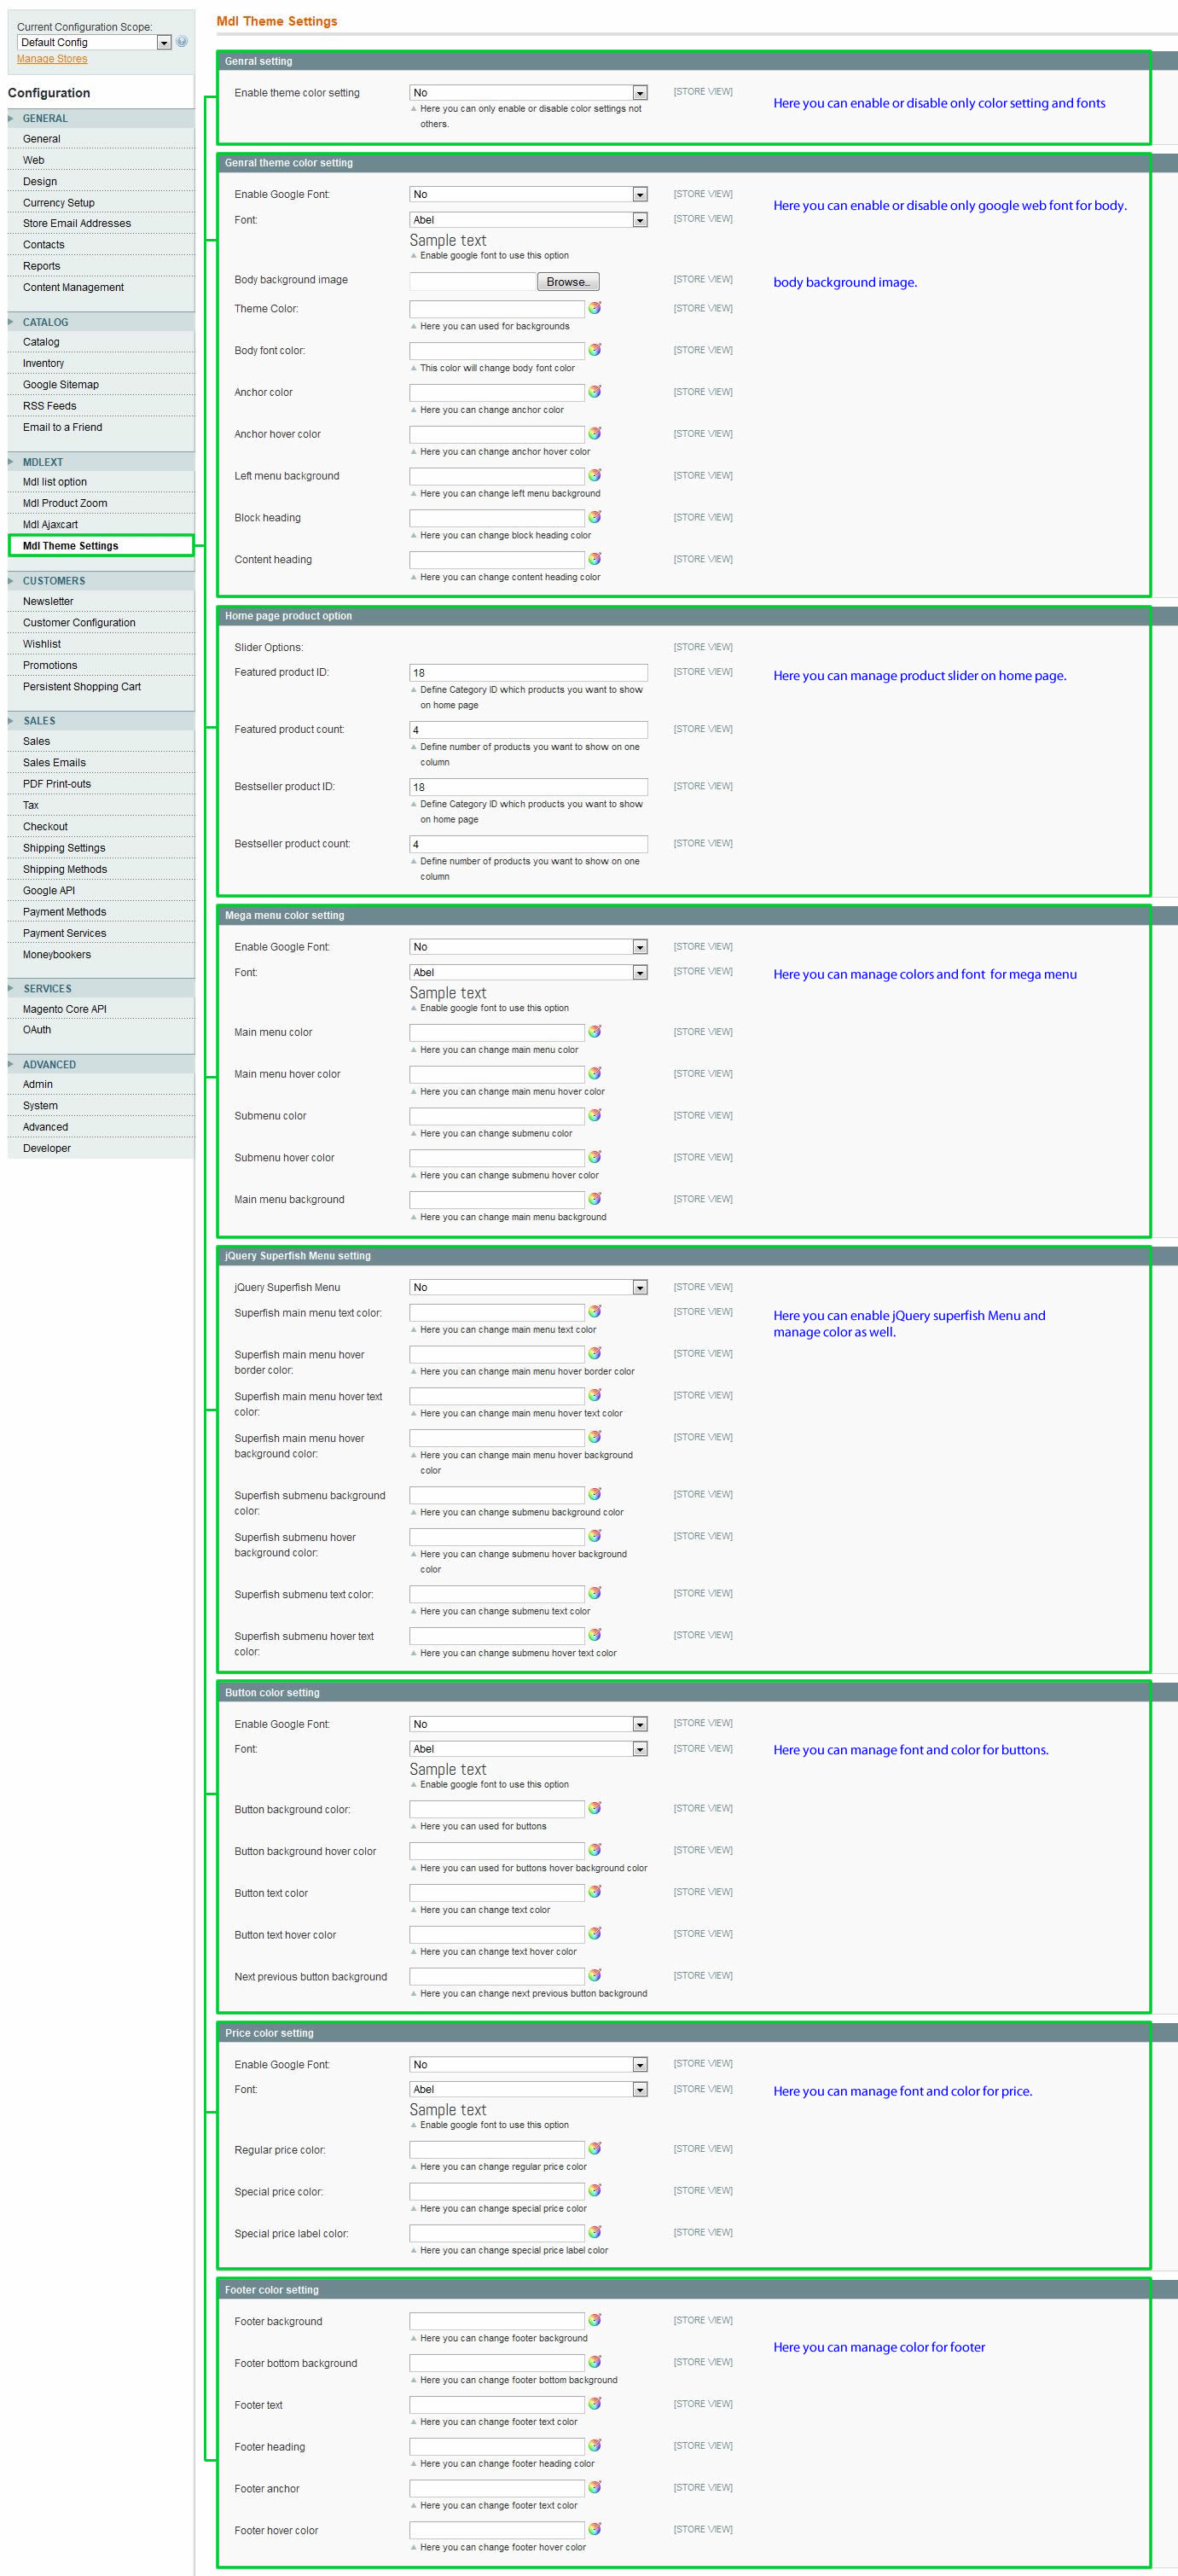 Current Configuration Scope:
Default Config
Manage Stores
Configuration
GENERAL
General
Web
Design
Currency Setup
Store Email Addresses
Contacts
Reports
Content Management
CATALOG
Catalog
Inventory
Google Sitemap
RSS Feeds
Email to a Friend
MDLEXT
Mdl list option
Mdl Product Zoom
Mdl Ajaxcart
Mdl Theme Settings
CUSTOMERS
Newsletter
Customer Configuration
Wishlist
Promotions
Persistent Shopping Cart
SALES
Sales
Sales Emails
PDF Print-outs
Tax
Checkout
Shipping Settings
Shipping Methods
Google API
Payment Methods
Payment Services
Moneybookers
SERVICES
Magento Core API
OAuth
ADVANCED
Admin
System
Advanced
Developer
Mdl Theme Settings
Genral setting
Enable theme color setting No [STORE VIEW]
Here you can only enable or disable color settings not
others.
Here you can enable or disable only color setting and fonts
Genral theme color setting
Enable Google Font: No [STORE VIEW]
Here you can enable or disable only google web font for body.
Font: Abel [STORE VIEW]
Sample text
Enable google font to use this option
Body background image Browse.. [STORE VIEW] body background image.
Theme Color: [STORE VIEW]
Here you can used for backgrounds
Body font color: [STORE VIEW]
This color will change body font color
Anchor color [STORE VIEW]
Here you can change anchor color
Anchor hover color [STORE VIEW]
Here you can change anchor hover color
Left menu background [STORE VIEW]
Here you can change left menu background
Block heading [STORE VIEW]
Here you can change block heading color
Content heading [STORE VIEW]
Here you can change content heading color
Home page product option
Slider Options: [STORE VIEW]
Featured product ID: 18 [STORE VIEW] Here you can manage product slider on home page.
Define Category ID which products you want to show
on home page
Featured product count: 4 [STORE VIEW]
Define number of products you want to show on one
column
Bestseller product ID: 18 [STORE VIEW]
Define Category ID which products you want to show
on home page
Bestseller product count: 4 [STORE VIEW]
Define number of products you want to show on one
column
Mega menu color setting
Enable Google Font: No [STORE VIEW]
Font: Abel [STORE VIEW] Here you can manage colors and font for mega menu
Sample text
Enable google font to use this option
Main menu color [STORE VIEW]
Here you can change main menu color
Main menu hover color [STORE VIEW]
Here you can change main menu hover color
Submenu color [STORE VIEW]
Here you can change submenu color
Submenu hover color [STORE VIEW]
Here you can change submenu hover color
Main menu background [STORE VIEW]
Here you can change main menu background
jQuery Superfish Menu setting
jQuery Superfish Menu No [STORE VIEW]
Superfish main menu text color: [STORE VIEW] Here you can enable jQuery superfish Menu and
manage color as well.
Here you can change main menu text color
Superfish main menu hover [STORE VIEW]
border color: Here you can change main menu hover border color
Superfish main menu hover text [STORE VIEW]
color: Here you can change main menu hover text color
Superfish main menu hover [STORE VIEW]
background color: Here you can change main menu hover background
color
Superfish submenu background [STORE VIEW]
color: Here you can change submenu background color
Superfish submenu hover [STORE VIEW]
background color: Here you can change submenu hover background
color
Superfish submenu text color: [STORE VIEW]
Here you can change submenu text color
Superfish submenu hover text [STORE VIEW]
color: Here you can change submenu hover text color
Button color setting
Enable Google Font: No [STORE VIEW]
Font: Abel [STORE VIEW] Here you can manage font and color for buttons.
Sample text
Enable google font to use this option
Button background color: [STORE VIEW]
Here you can used for buttons
Button background hover color [STORE VIEW]
Here you can used for buttons hover background color
Button text color [STORE VIEW]
Here you can change text color
Button text hover color [STORE VIEW]
Here you can change text hover color
Next previous button background [STORE VIEW]
Here you can change next previous button background
Price color setting
Enable Google Font: No [STORE VIEW]
Font: Abel [STORE VIEW] Here you can manage font and color for price.
Sample text
Enable google font to use this option
Regular price color: [STORE VIEW]
Here you can change regular price color
Special price color: [STORE VIEW]
Here you can change special price color
Special price label color: [STORE VIEW]
Here you can change special price label color
Footer color setting
Footer background [STORE VIEW]
Here you can change footer background
Here you can manage color for footer
Footer bottom background [STORE VIEW]
Here you can change footer bottom background
Footer text [STORE VIEW]
Here you can change footer text color
Footer heading [STORE VIEW]
Here you can change footer heading color
Footer anchor [STORE VIEW]
Here you can change footer text color
Footer hover color [STORE VIEW]
Here you can change footer hover color